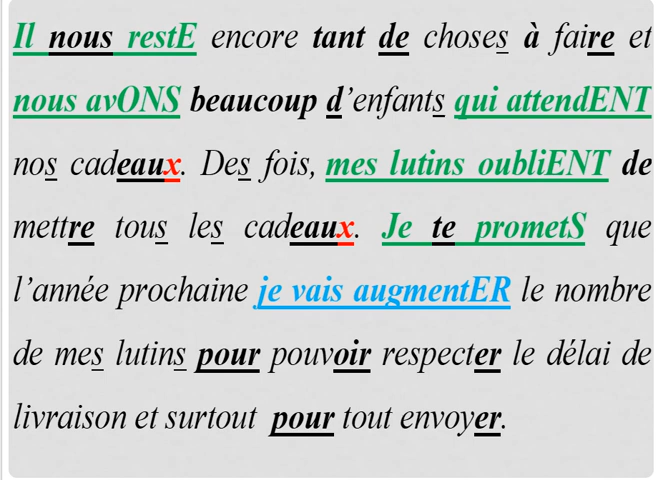 Il nous restE encore tant de choses à faire et
nous avONS beaucoup d'enfants qui attendENT
nos cadeaux. Des fois, mes lutins oubliENT de
mettre tous les cadeaux. Je te prometS que
l'année prochaine je vais augmentER le nombre
de mes lutins pour pouvoir respecter le délai de
livraison et surtout pour tout envoyer.